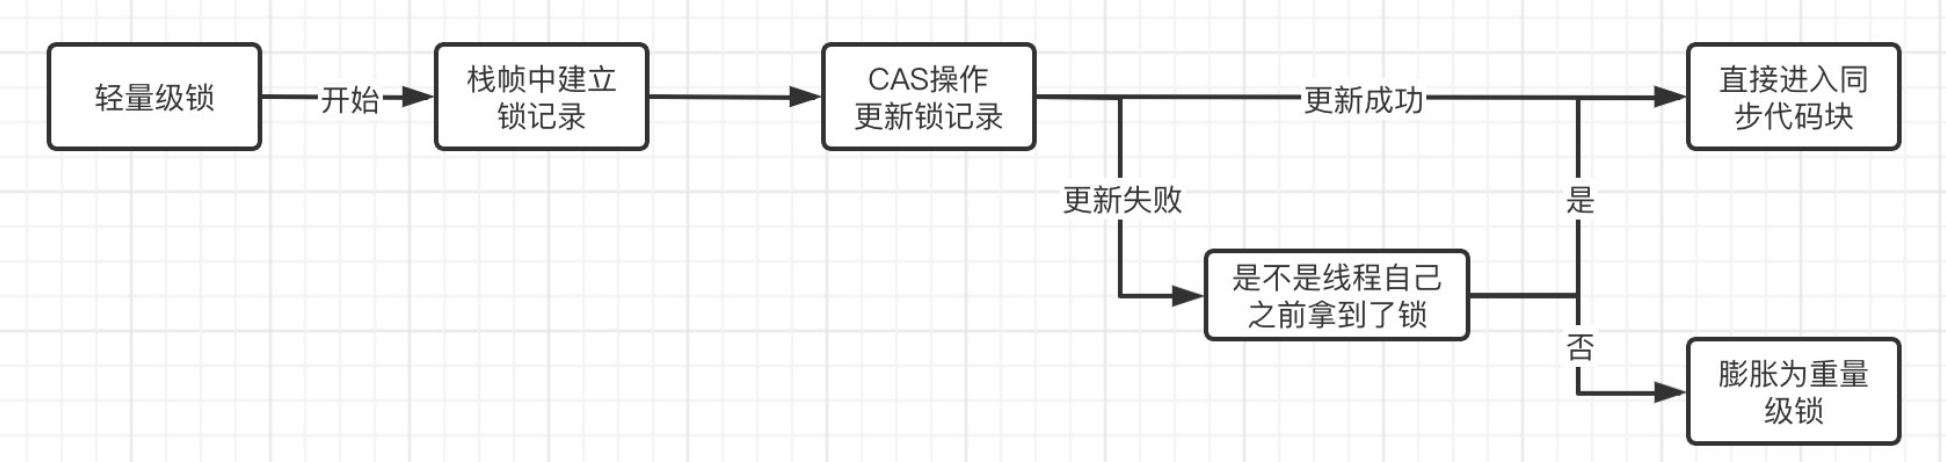 轻量级锁
开始
栈帧中建立
锁记录
CAS操作
更新锁记录
更新成功
直接进入同
步代码块
更新失败
是
是不是线程自己
之前拿到了锁
否
膨胀为重量
级锁